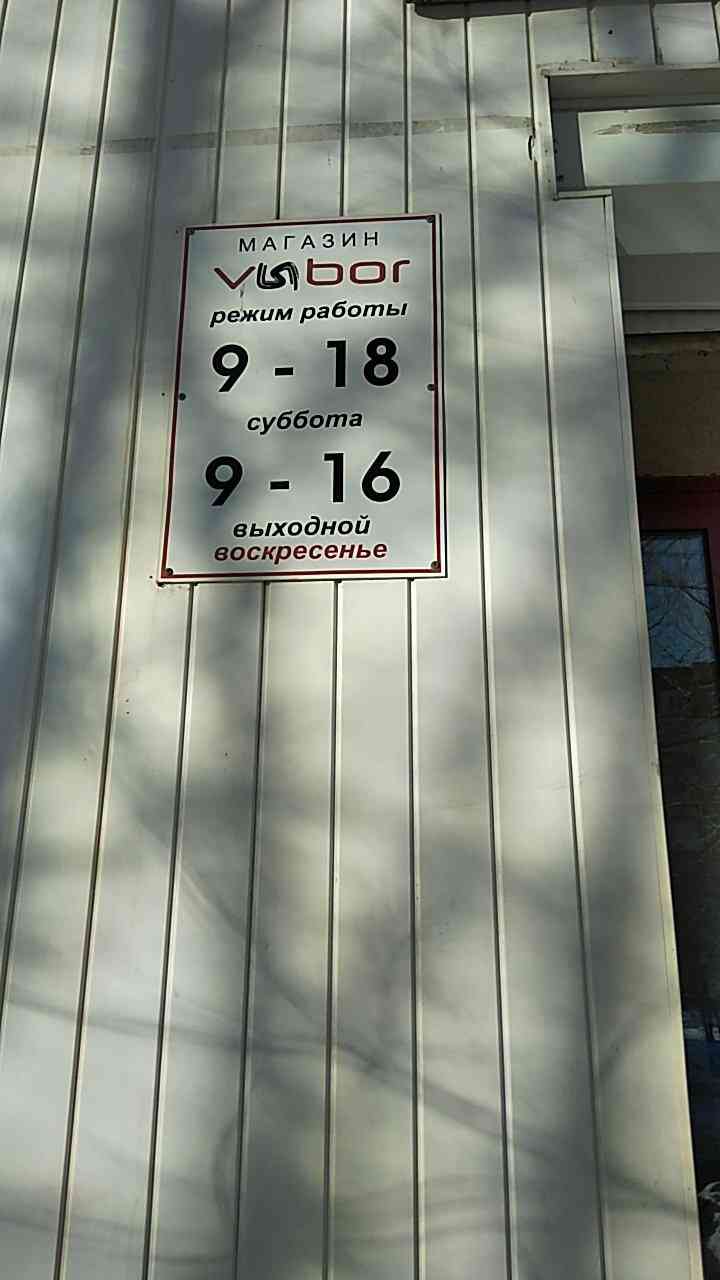 МАГАЗИН
vybor
режим работы
9 - 18
суббота
9 - 16
выходной
воскресенье